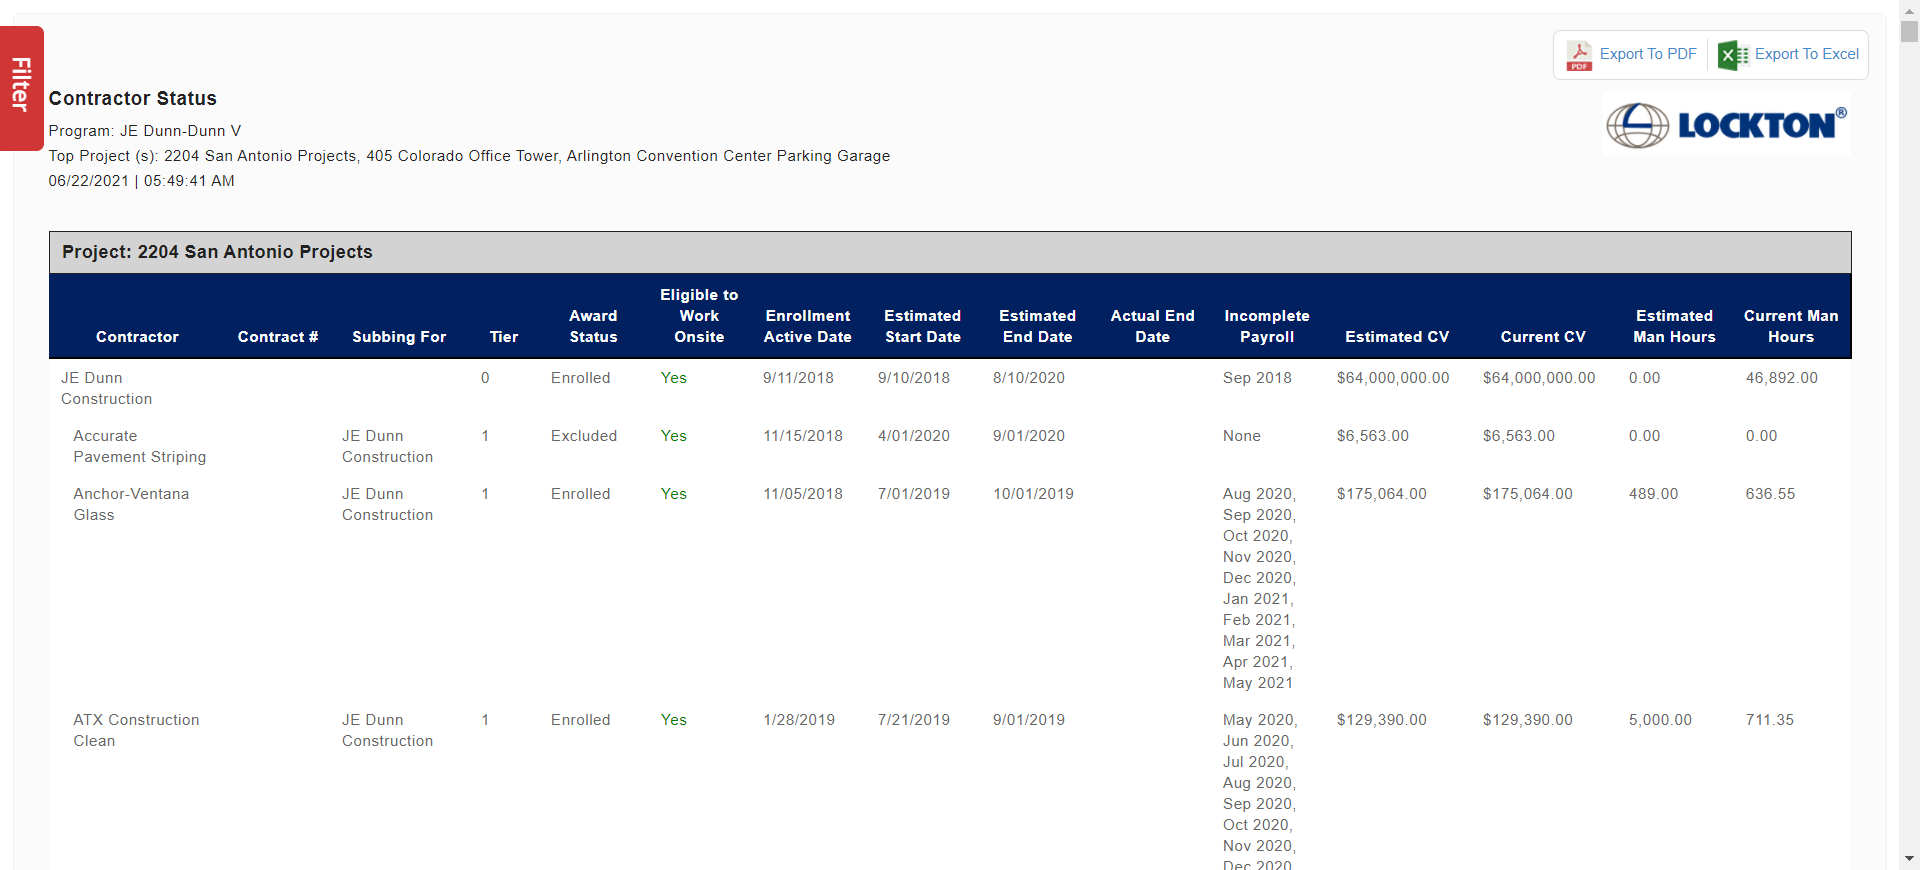 Filter
PDF Export To PDF X Export To Excel
LOCKTON®
Contractor Status
Program: JE Dunn-Dunn V
Top Project (s): 2204 San Antonio Projects, 405 Colorado Office Tower, Arlington Convention Center Parking Garage
06/22/2021 | 05:49:41 AM
Project: 2204 San Antonio Projects
Contractor
Contract #
Subbing For
Tier
Award
Status
Eligible to
Work
Onsite
Enrollment
Active Date
Estimated
Start Date
Estimated
End Date
Actual End
Date
Incomplete
Payroll
Estimated CV
Current CV
Estimated
Man Hours
Current Man
Hours
JE Dunn
Construction
0
Enrolled
Yes
9/11/2018
9/10/2018
8/10/2020
Sep 2018
$64,000,000.00
$64,000,000.00
0.00
46,892.00
Accurate
Pavement Striping
JE Dunn
Construction
1
Excluded
Yes
11/15/2018
4/01/2020
9/01/2020
None
$6,563.00
$6,563.00
0.00
0.00
Anchor-Ventana
Glass
JE Dunn
Construction
1
Enrolled
Yes
11/05/2018
7/01/2019
10/01/2019
Aug 2020,
Sep 2020,
Oct 2020,
Nov 2020,
Dec 2020,
Jan 2021,
Feb 2021,
Mar 2021,
Apr 2021,
May 2021
$175,064.00
$175,064.00
489.00
636.55
ATX Construction
Clean
JE Dunn
Construction
1
Enrolled
Yes
1/28/2019
7/21/2019
9/01/2019
May 2020,
Jun 2020,
Jul 2020,
Aug 2020,
Sep 2020,
Oct 2020,
Nov 2020,
Dec 2020
$129,390.00
$129,390.00
5,000.00
711.35